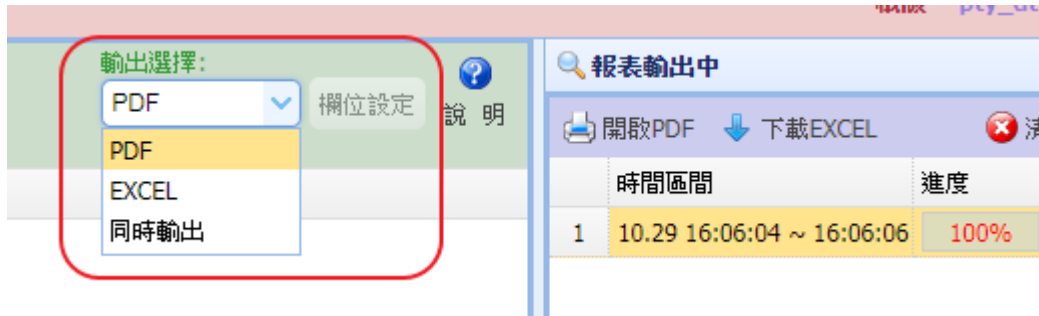 輸出選擇:
PDF
欄位設定
說 明
PDF
EXCEL
同時輸出
報表輸出中
開啟PDF
下載EXCEL
時間區間
進度
1
10.29 16:06:04 ~ 16:06:06
100%